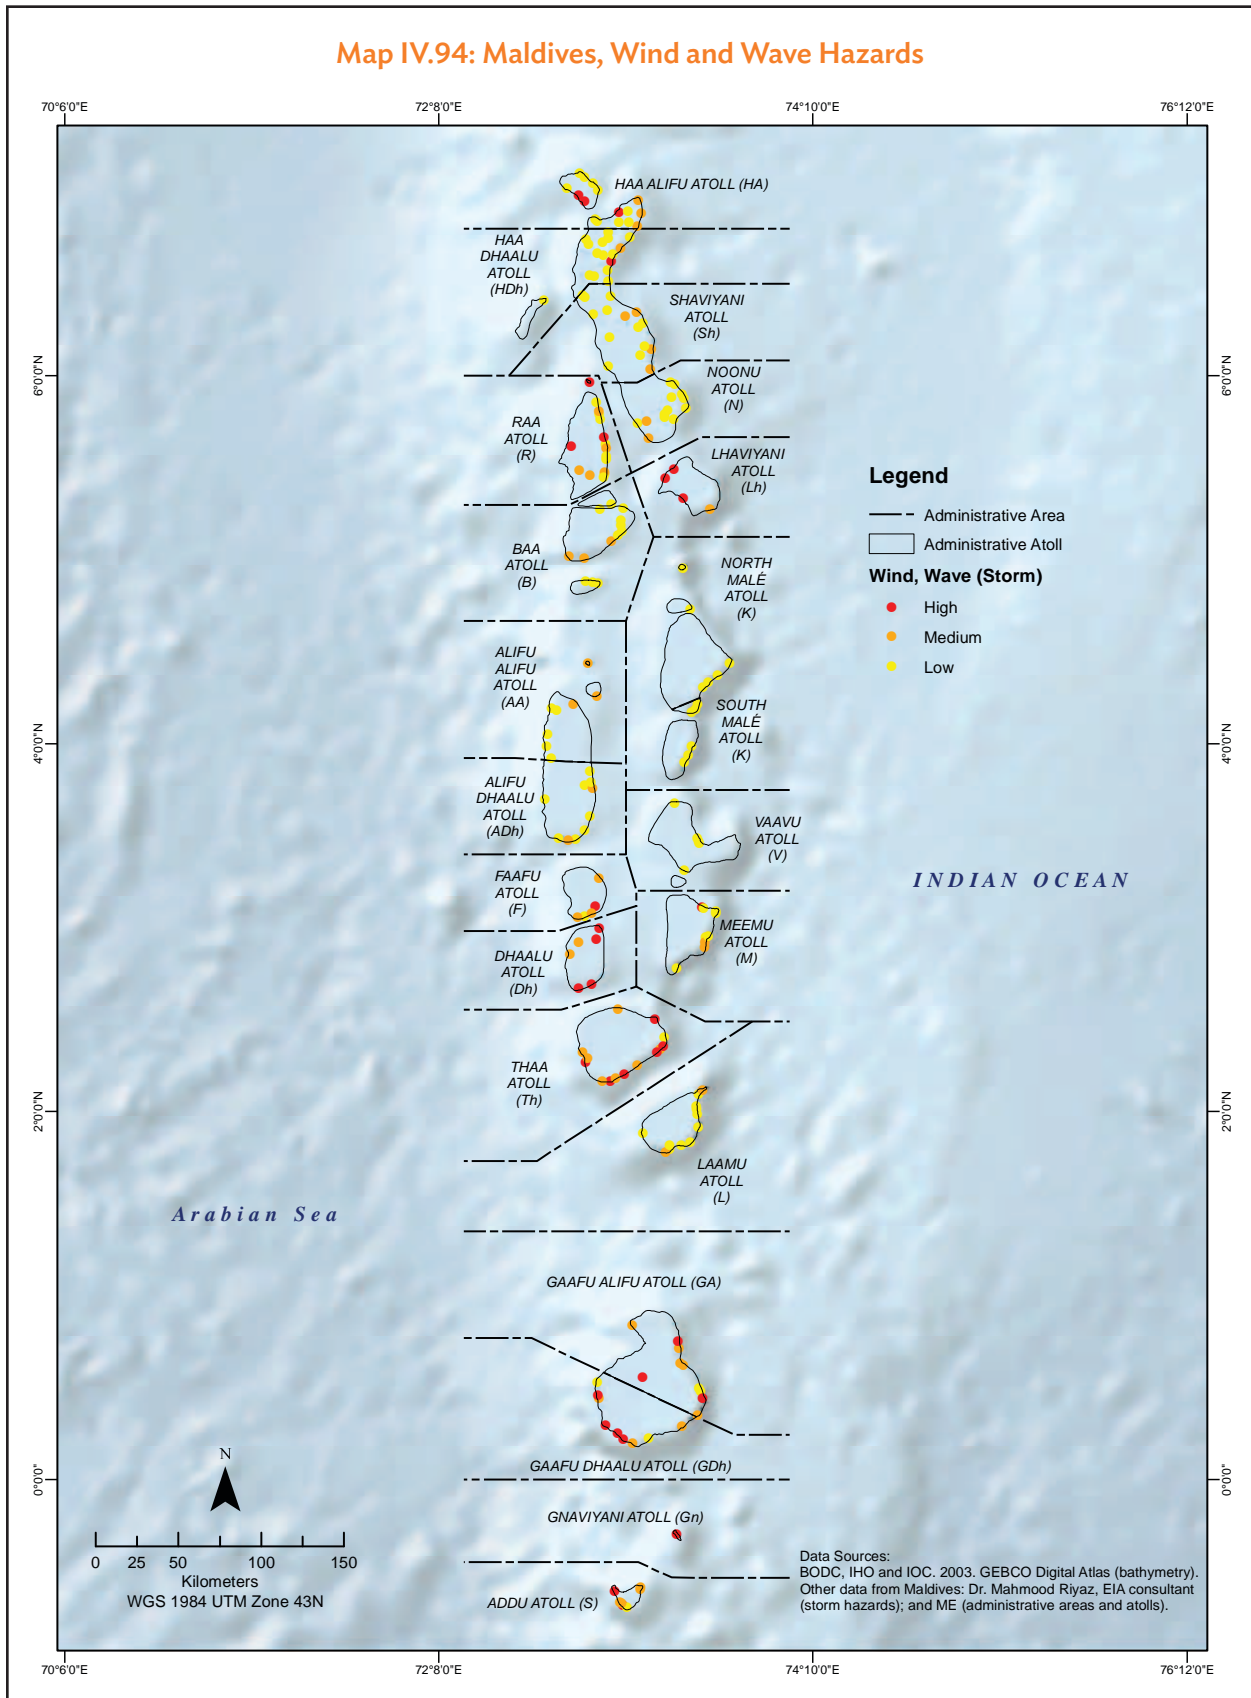 Map IV.94: Maldives, Wind and Wave Hazards
70°6'0"E
72°8'0"E
74°10'0"E
76°12'0"E
HAA ALIFU ATOLL (HA)
HAA
DHAALU
ATOLL
(HDh)
SHAVIYANI
ATOLL
(Sh)
6°0'0"N
6°0'0"N
NOONU
ATOLL
(N)
RAA
ATOLL
(R)
LHAVIYANI
ATOLL
(Lh)
Legend
Administrative Area
Administrative Atoll
Wind, Wave (Storm)
High
Medium
Low
BAA
ATOLL
(B)
NORTH
MALÉ
ATOLL
(K)
ALIFU
ALIFU
ATOLL
(AA)
SOUTH
MALÉ
ATOLL
(K)
4°0'0"N
4°0'0"N
ALIFU
DHAALU
ATOLL
(ADh)
VAAVU
ATOLL
(V)
FAAFU
ATOLL
(F)
INDIAN OCEAN
MEEMU
ATOLL
(M)
DHAALU
ATOLL
(Dh)
THAA
ATOLL
(Th)
2°0'0"N
2°0'0"N
LAAMU
ATOLL
(L)
Arabian Sea
GAAFU ALIFU ATOLL (GA)
GAAFU DHAALU ATOLL (GDh)
0°0'0"
0°0'0"
GNAVIYANI ATOLL (Gn)
ADDU ATOLL (S)
N
0 25 50 100 150
Kilometers
WGS 1984 UTM Zone 43N
Data Sources:
BODC, IHO and IOC. 2003. GEBCO Digital Atlas (bathymetry).
Other data from Maldives: Dr. Mahmood Riyaz, EIA consultant
(storm hazards); and ME (administrative areas and atolls).
70°6'0"E
72°8'0"E
74°10'0"E
76°12'0"E